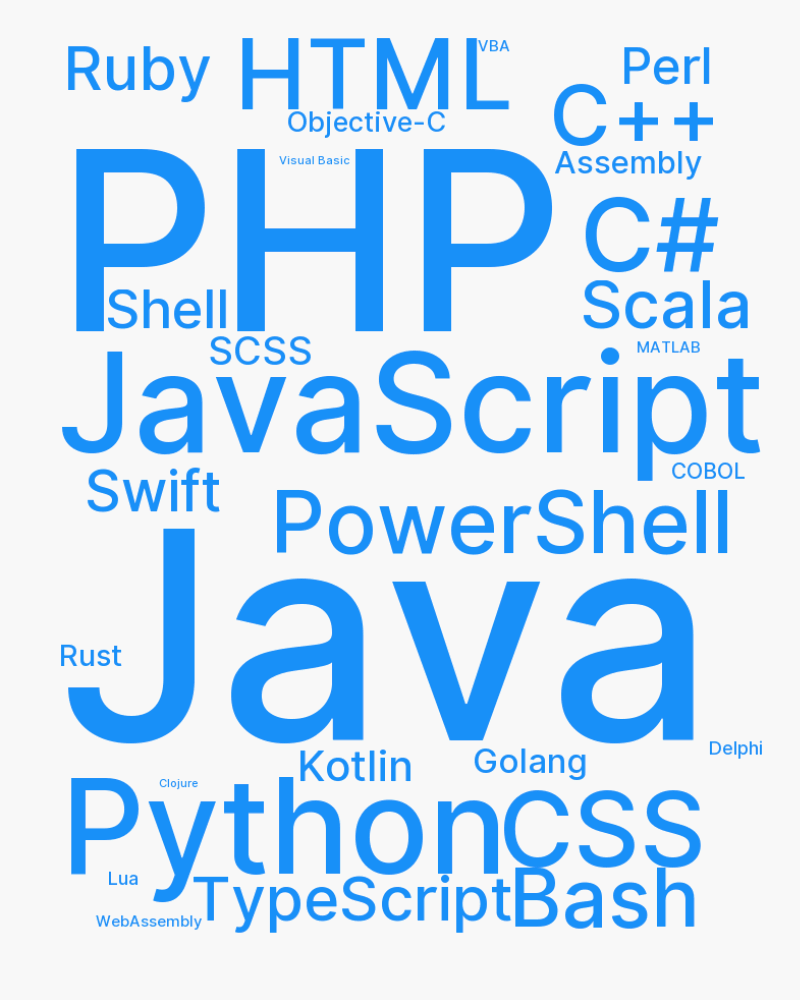 Ruby
HTML
VBA
Perl
Objective-C
C++
Visual Basic
Assembly
PHP
C#
Shell
Scala
SCSS
MATLAB
JavaScript
COBOL
Swift
PowerShell
Java
Rust
Delphi
Kotlin
Golang
Clojure
Python
CSS
Lua
TypeScript
Bash
WebAssembly